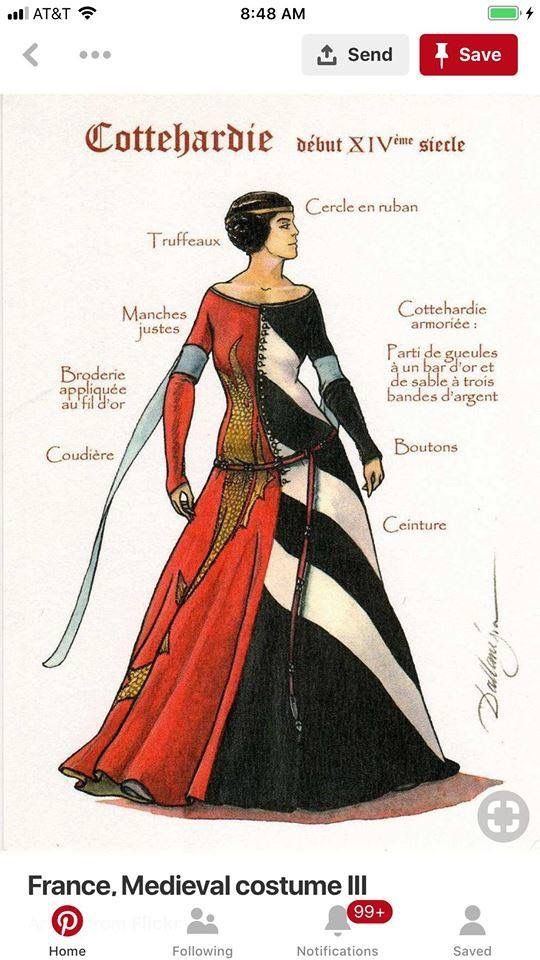 AT&T
8:48 AM
Send
Save
Cottehardie début XIVème siecle
Cercle en ruban
Truffeaux
Manches
justes
Cottehardie
armoriée :
Parti de gueules
à un bar d'or et
de sable à trois
bandes d'argent
Broderie
appliquée
au fil d'or
Coudière
Boutons
Ceinture
France, Medieval costume III
from Flickr
99+
Home
Following
Notifications
Saved